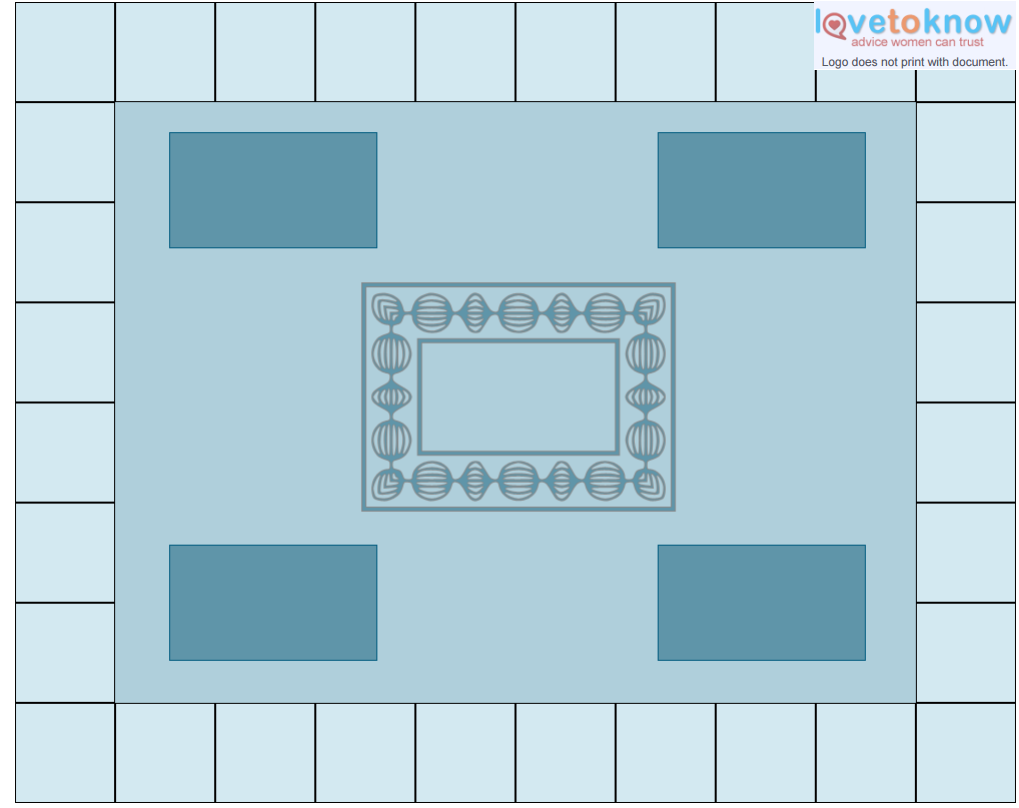 lovetoknow
advice women can trust
Logo does not print with document.